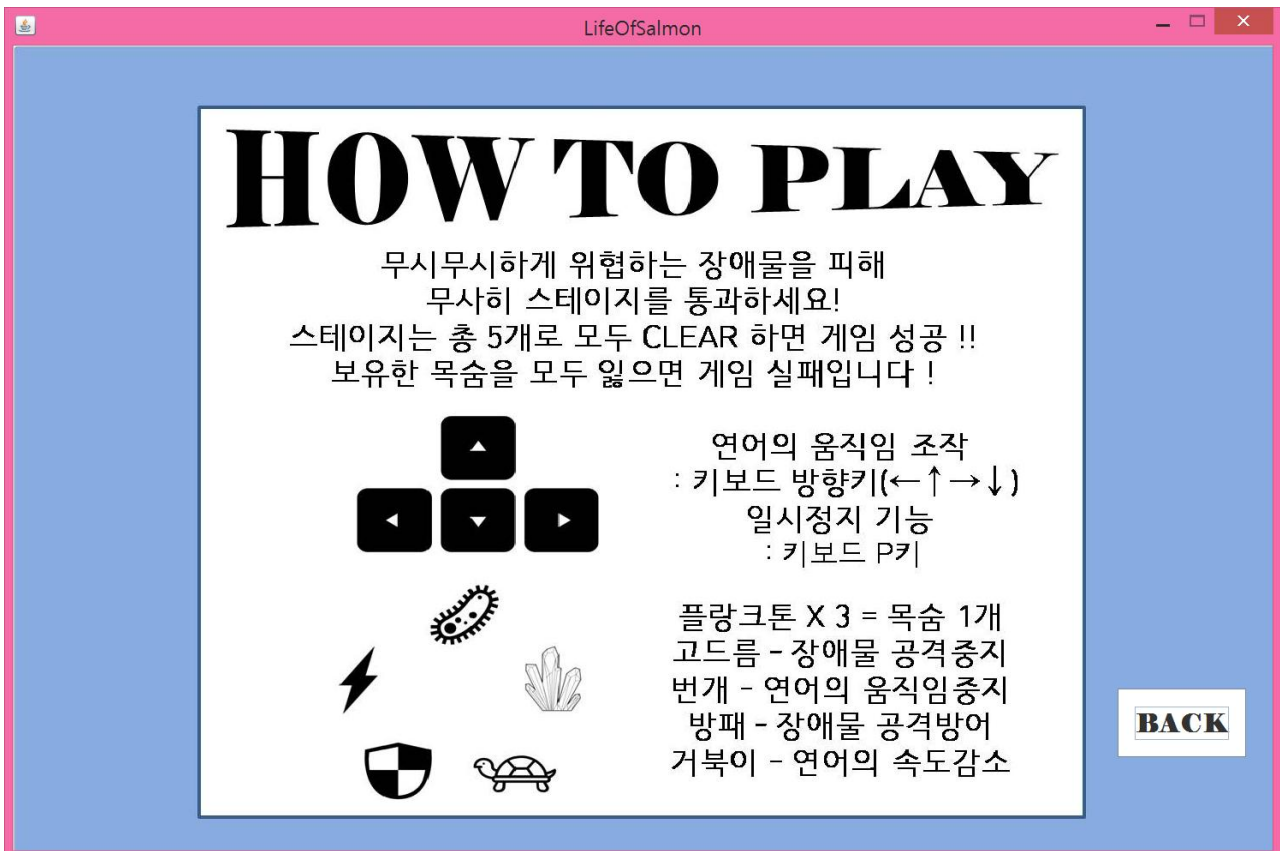 LifeOfSalmon
HOW TO PLAY
무시무시하게 위협하는 장애물을 피해
무사히 스테이지를 통과하세요!
스테이지는 총 5개로 모두 CLEAR 하면 게임 성공 !!
보유한 목숨을 모두 잃으면 게임 실패입니다 !
연어의 움직임 조작
: 키보드 방향키(←↑→↓)
일시정지 기능
: 키보드 P키
플랑크톤 X 3 = 목숨 1개
고드름 - 장애물 공격중지
번개 - 연어의 움직임중지
방패 - 장애물 공격방어
거북이 - 연어의 속도감소
BACK